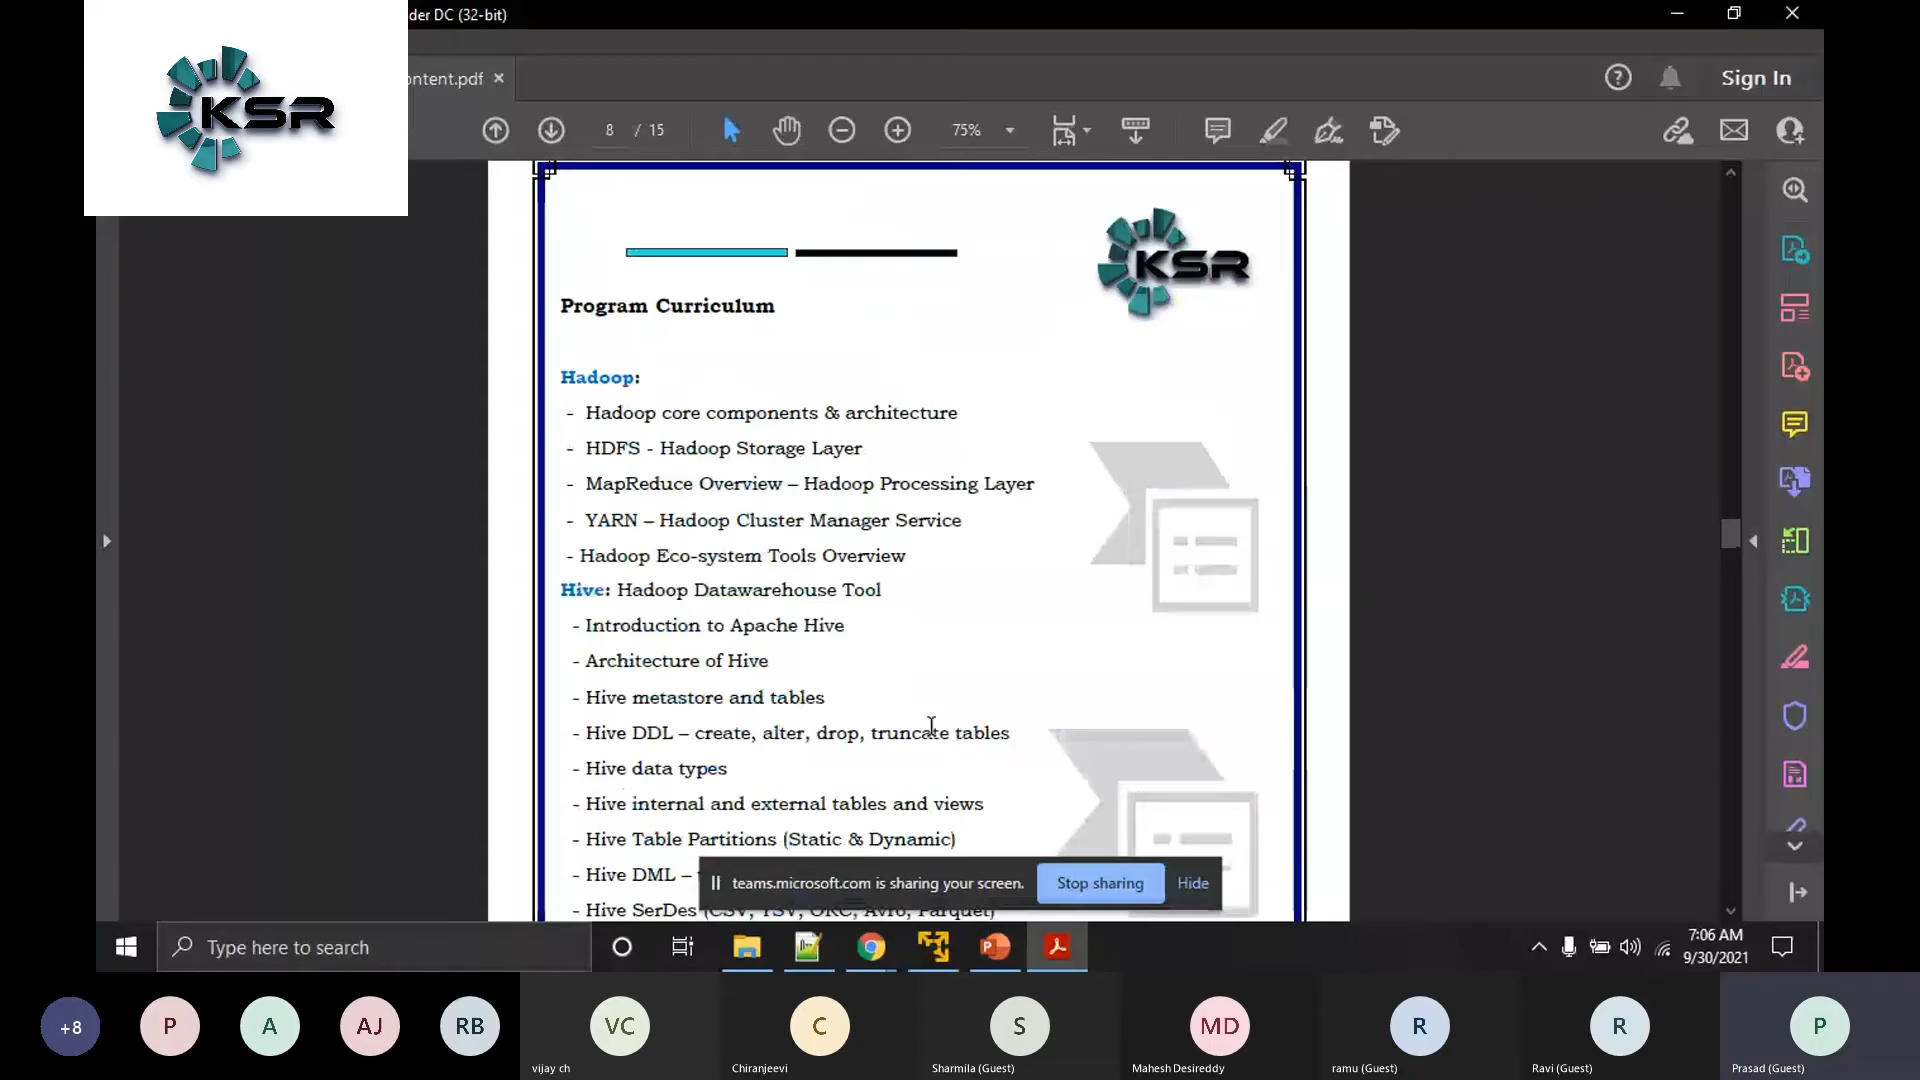 KSR
der DC (32-bit)
ontent.pdf
Sign In
8 / 15
75%
KSR
Program Curriculum
Hadoop:
- Hadoop core components & architecture
- HDFS - Hadoop Storage Layer
- MapReduce Overview – Hadoop Processing Layer
- YARN – Hadoop Cluster Manager Service
- Hadoop Eco-system Tools Overview
Hive: Hadoop Datawarehouse Tool
- Introduction to Apache Hive
- Architecture of Hive
- Hive metastore and tables
- Hive DDL – create, alter, drop, truncate tables
- Hive data types
- Hive internal and external tables and views
- Hive Table Partitions (Static & Dynamic)
- Hive DML –
- Hive SerDes (CSV, TSV, ORC, Avro, Parquet)
teams.microsoft.com is sharing your screen.
Stop sharing
Hide
Type here to search
7:06 AM
9/30/2021
+8
P
A
AJ
RB
VC
C
S
MD
R
R
P
vijay ch
Chiranjeevi
Sharmila (Guest)
Mahesh Desireddy
ramu (Guest)
Ravi (Guest)
Prasad (Guest)